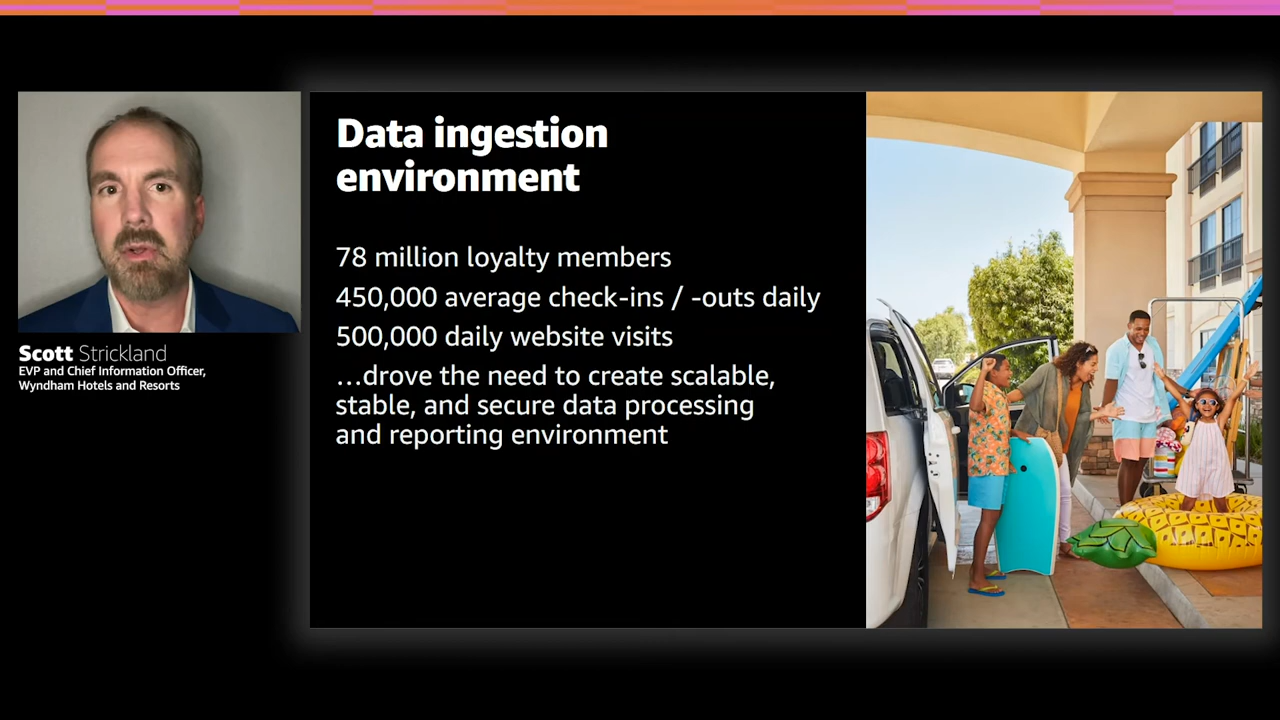 Data ingestion
environment
78 million loyalty members
450,000 average check-ins / -outs daily
500,000 daily website visits
…drove the need to create scalable,
stable, and secure data processing
and reporting environment
Scott Strickland
EVP and Chief Information Officer,
Wyndham Hotels and Resorts